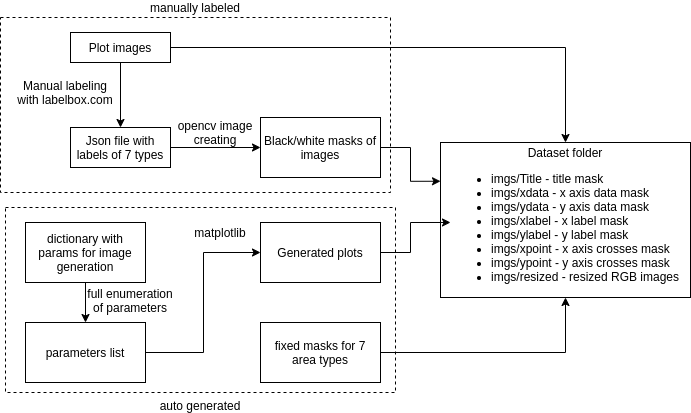 manually labeled
Plot images
Manual labeling
with labelbox.com
Json file with
labels of 7 types
opencv image
creating
Black/white masks of
images
Dataset folder
imgs/Title - title mask
imgs/xdata - x axis data mask
imgs/ydata - y axis data mask
imgs/xlabel - x label mask
imgs/ylabel - y label mask
imgs/xpoint - x axis crosses mask
imgs/ypoint - y axis crosses mask
imgs/resized - resized RGB images
dictionary with
params for image
generation
full enumeration
of parameters
parameters list
matplotlib
Generated plots
fixed masks for 7
area types
auto generated